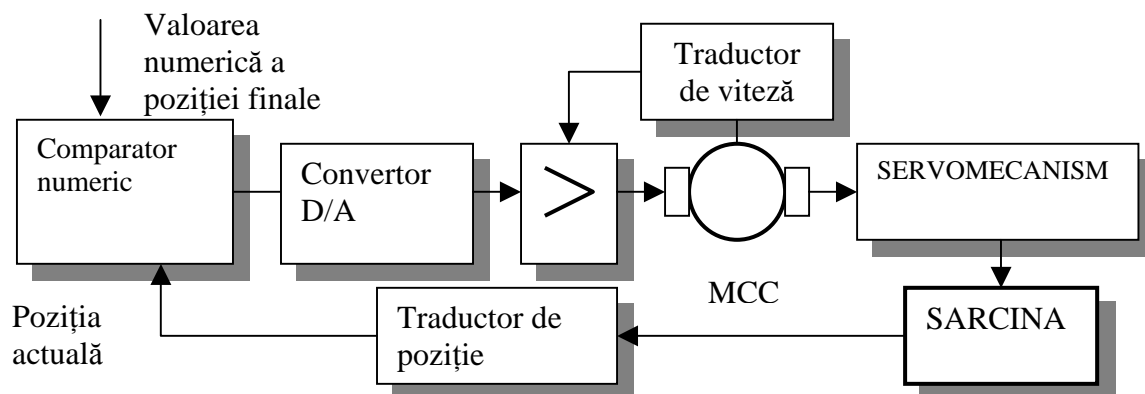 Valoarea
numerică a
poziției finale
Traductor
de viteză
Comparator
numeric
Convertor
D/A
>
SERVOMECANISM
MCC
SARCINA
Traductor de
poziție
Poziția
actuală